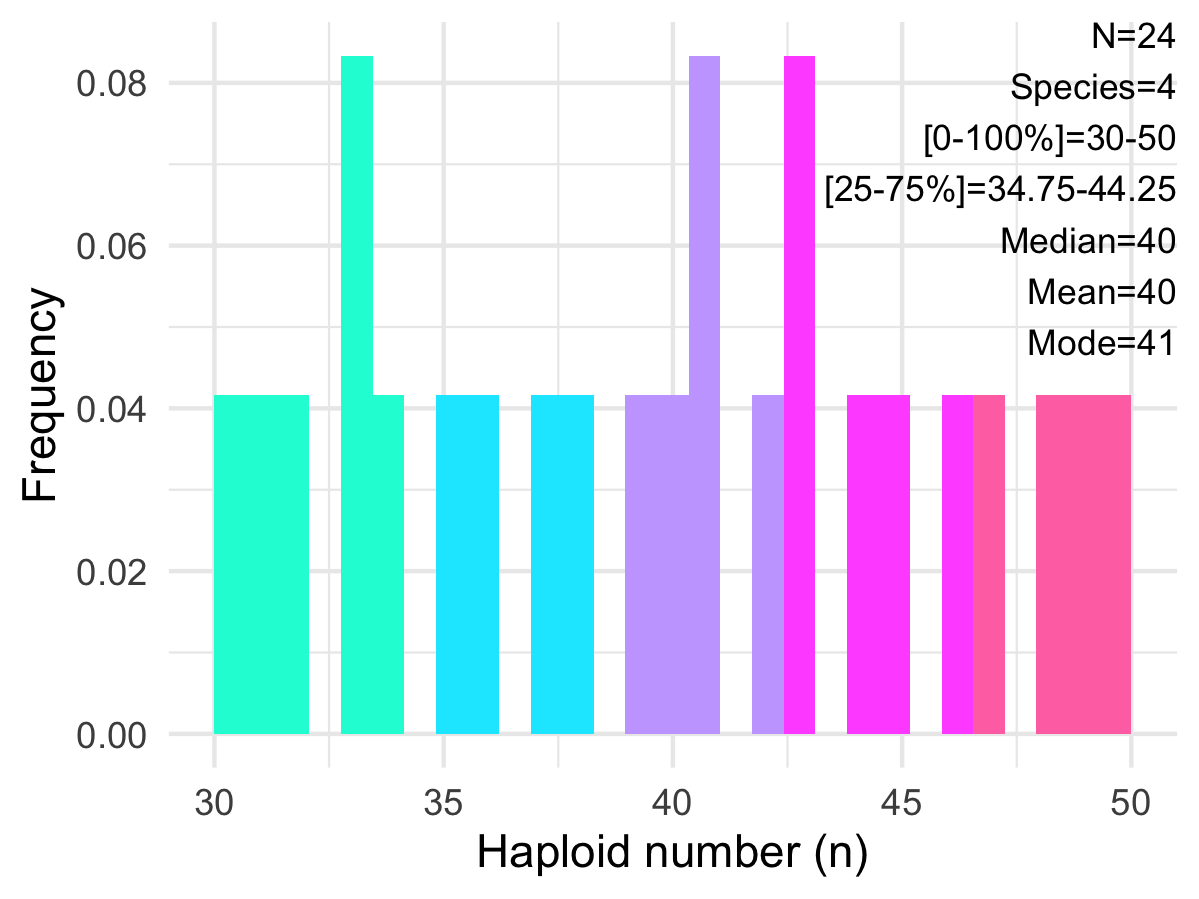 N=24
Species=4
[0-100%]=30-50
[25-75%]=34.75-44.25
Median=40
Mean=40
Mode=41
0.08
0.06
0.04
0.02
0.00
Frequency
30 35 40 45 50
Haploid number (n)